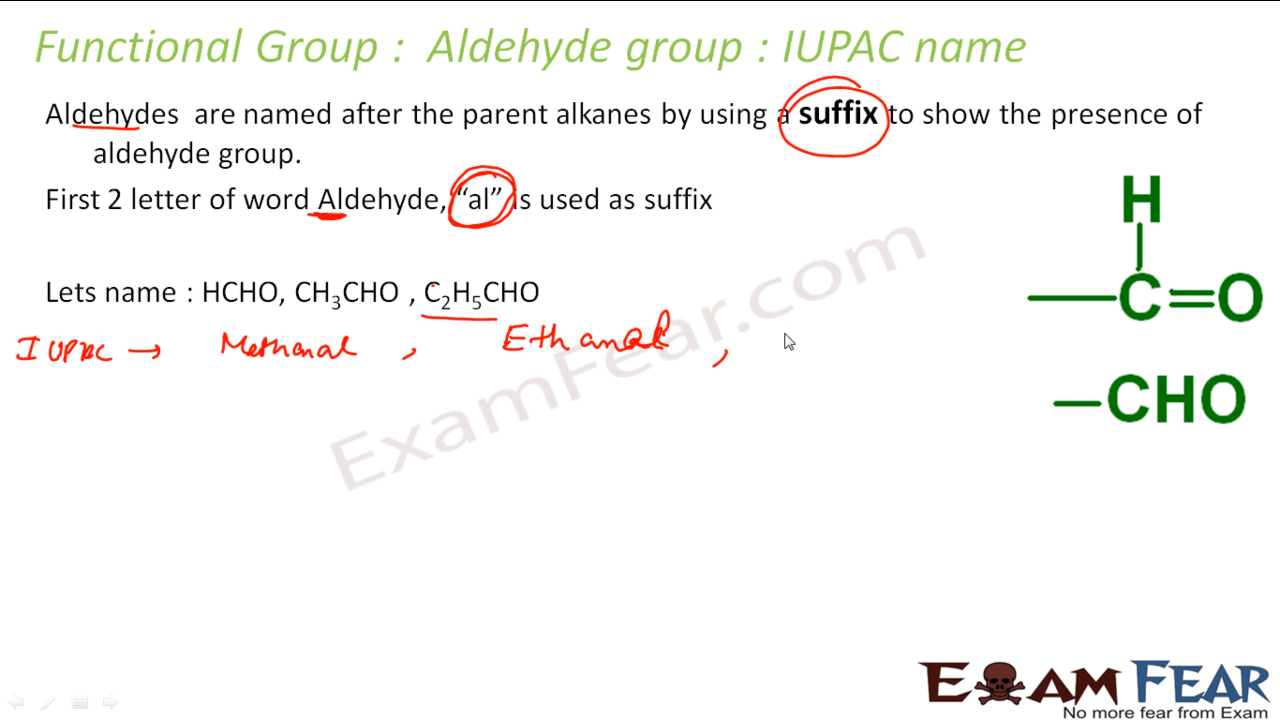 Functional Group : Aldehyde group : IUPAC name
Aldehydes are named after the parent alkanes by using a suffix to show the presence of
aldehyde group.
First 2 letter of word Aldehyde, “al” is used as suffix
H
C=O
Lets name : HCHO, CH₃CHO , C₂H₅CHO
IUPAC → Methanal , Ethanal ,
–CHO
ExamFear.com
EXAM FEAR
No more fear from Exam